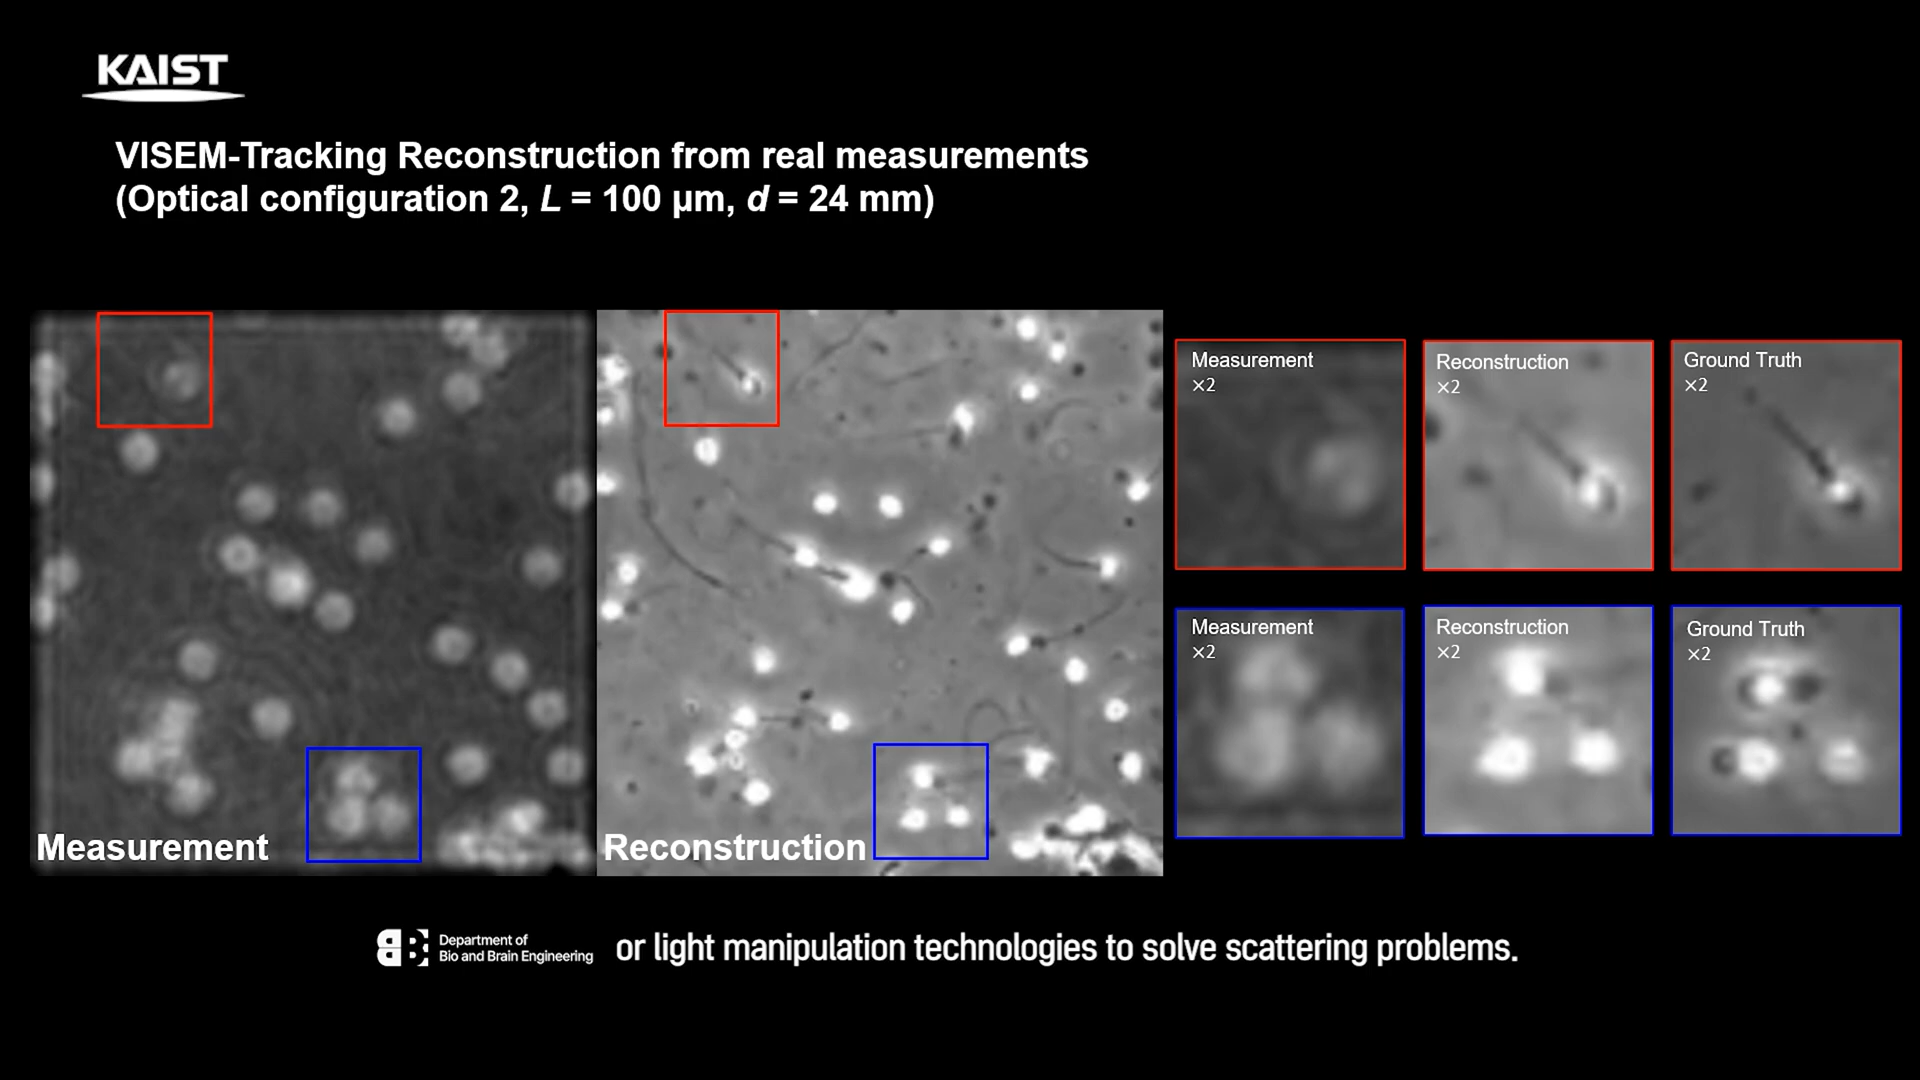 KAIST
VISEM-Tracking Reconstruction from real measurements
(Optical configuration 2, L = 100 μm, d = 24 mm)
Measurement
Reconstruction
Measurement
×2
Reconstruction
×2
Ground Truth
×2
Measurement
×2
Reconstruction
×2
Ground Truth
×2
Department of
Bio and Brain Engineering
or light manipulation technologies to solve scattering problems.